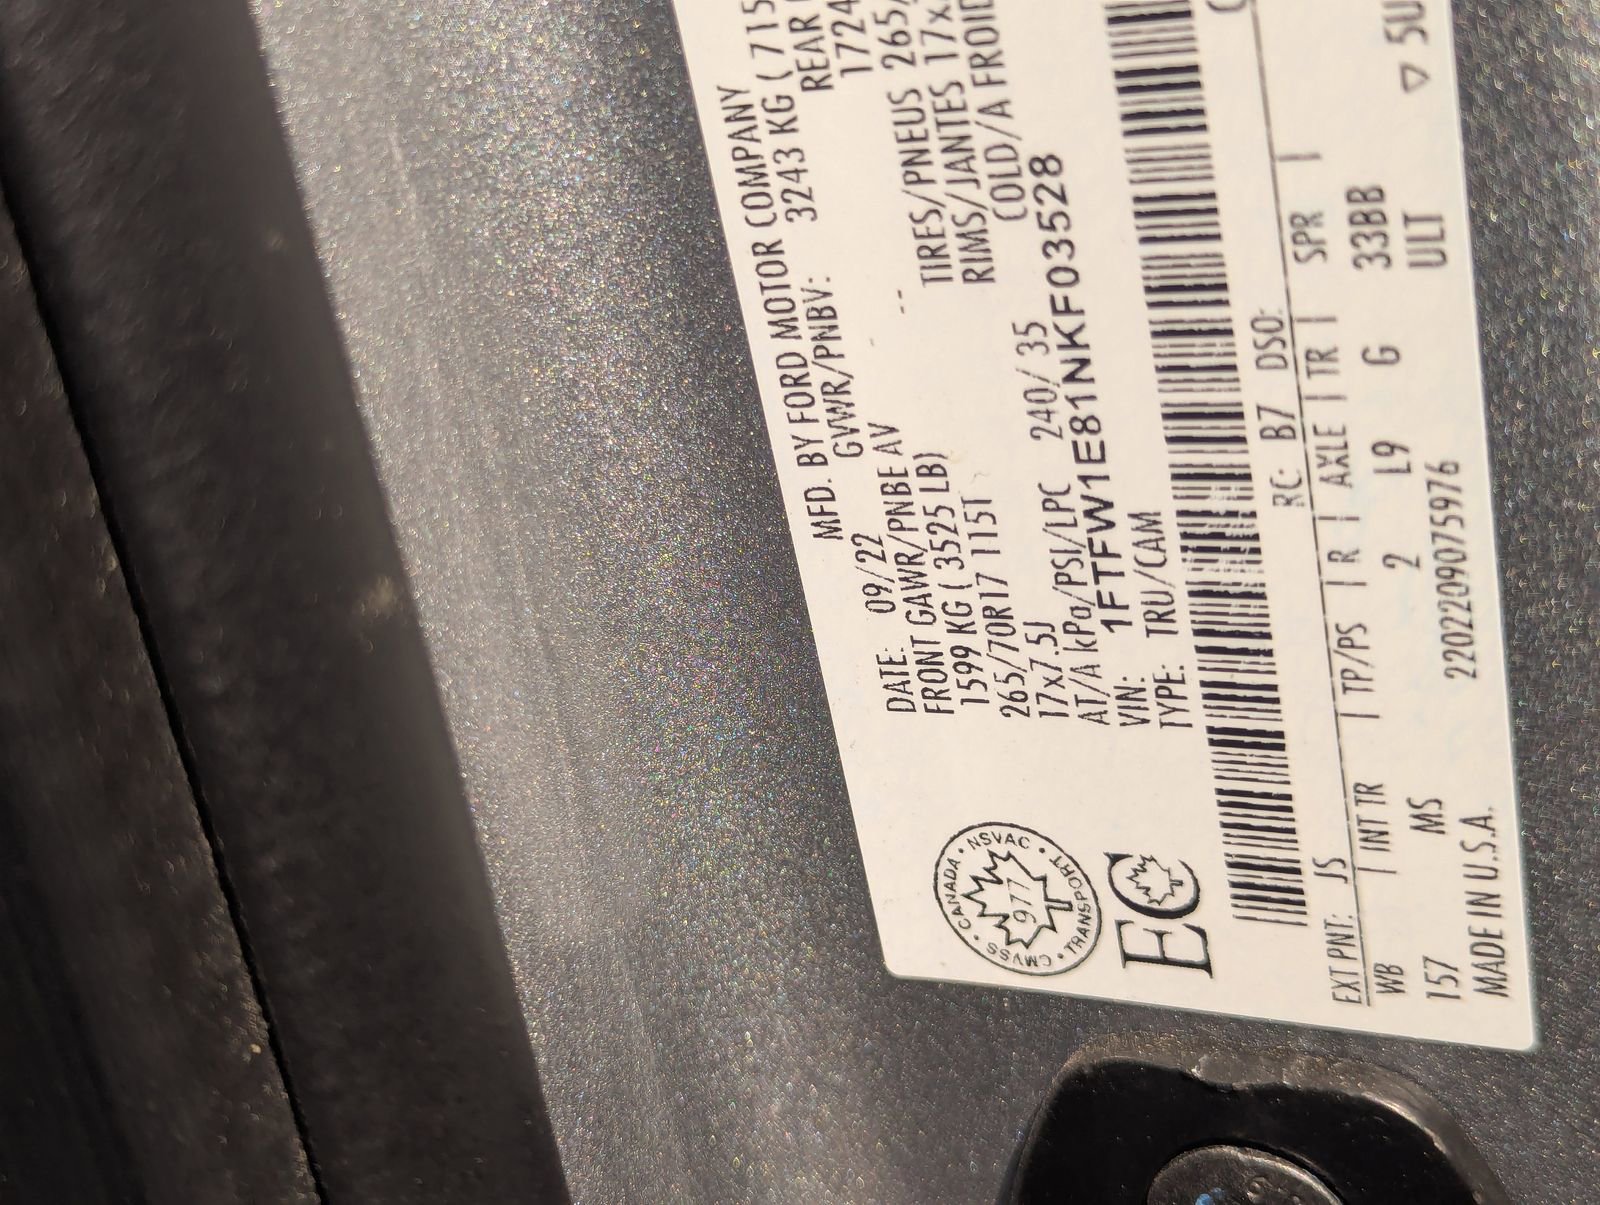 MFD. BY FORD MOTOR COMPANY
DATE: 09/22 GVWR/PNBV: 3243 KG ( 715
FRONT GAWR/PNBE AV REAR
1599 KG ( 3525 LB) 1724
265/70R17 115T -- TIRES/PNEUS 265/
17x7.5J RIMS/JANTES 17x
AT/A kPa/PSI/LPC 240/ 35 COLD/A FROID
VIN: 1FTFW1E81NKF03528
TYPE: TRU/CAM
CMVSS · CANADA · NSVAC · TRANSPORT ·
977
EC
EXT PNT: JS RC: B7 DSO:
WB | INT TR | TP/PS | R | AXLE | TR | SPR |
157 MS 2 L9 G 33BB
MADE IN U.S.A. 2202209075976 ULT
▽ 5U